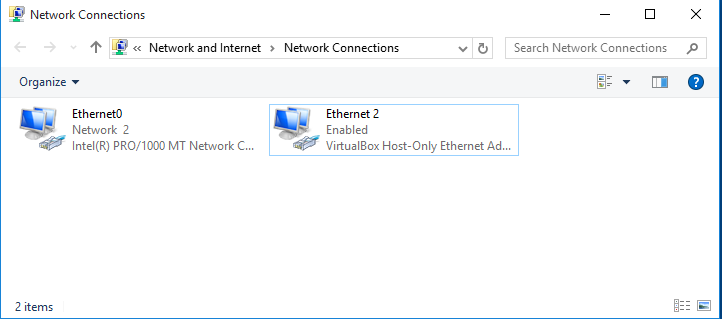 Network Connections
« Network and Internet > Network Connections
Search Network Connections
Organize
Ethernet0
Network 2
Intel(R) PRO/1000 MT Network C...
Ethernet 2
Enabled
VirtualBox Host-Only Ethernet Ad...
2 items